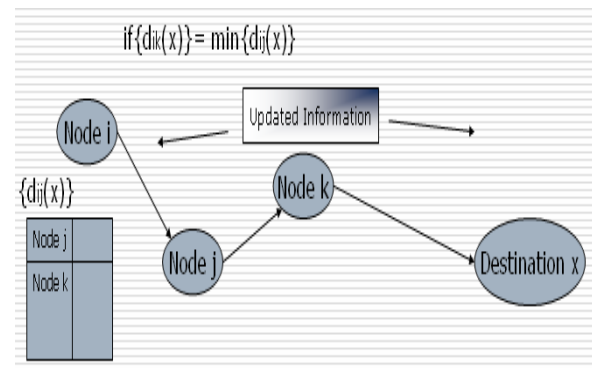 if{dik(x)}= min{dij(x)}
Updated Information
Node i
{dij(x)}
Node k
Node j
Node k
Node j
Destination x